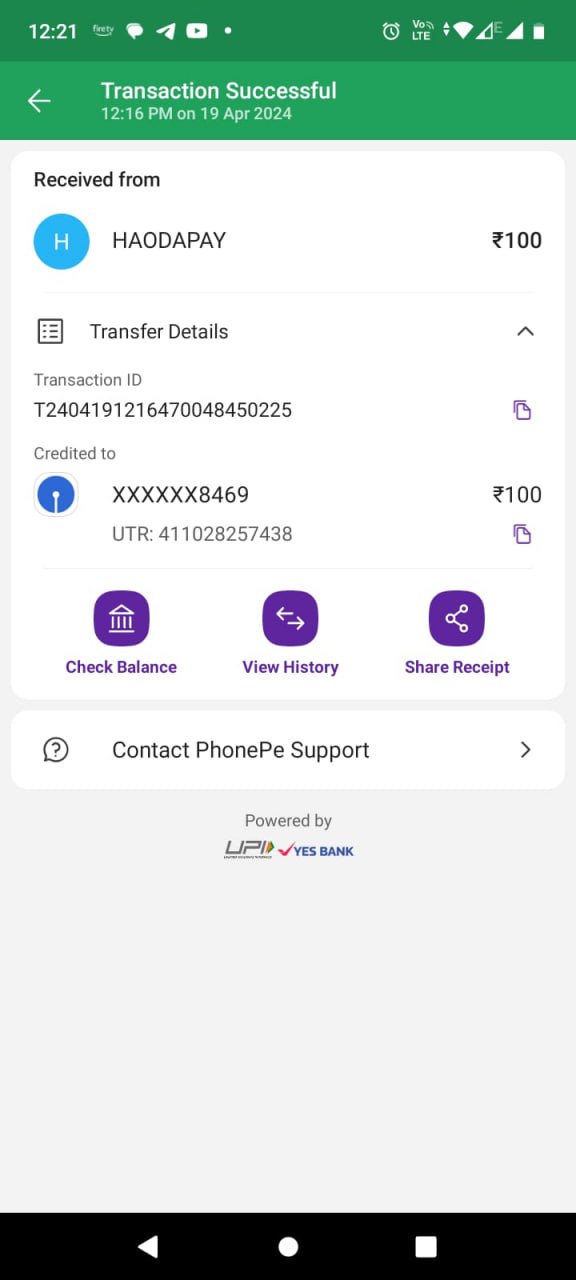 12:21
firety
Vo
LTE
E
Transaction Successful
12:16 PM on 19 Apr 2024
Received from
H
HAODAPAY
₹100
Transfer Details
Transaction ID
T2404191216470048450225
Credited to
XXXXXX8469
₹100
UTR: 411028257438
Check Balance
View History
Share Receipt
Contact PhonePe Support
Powered by
UPI YES BANK